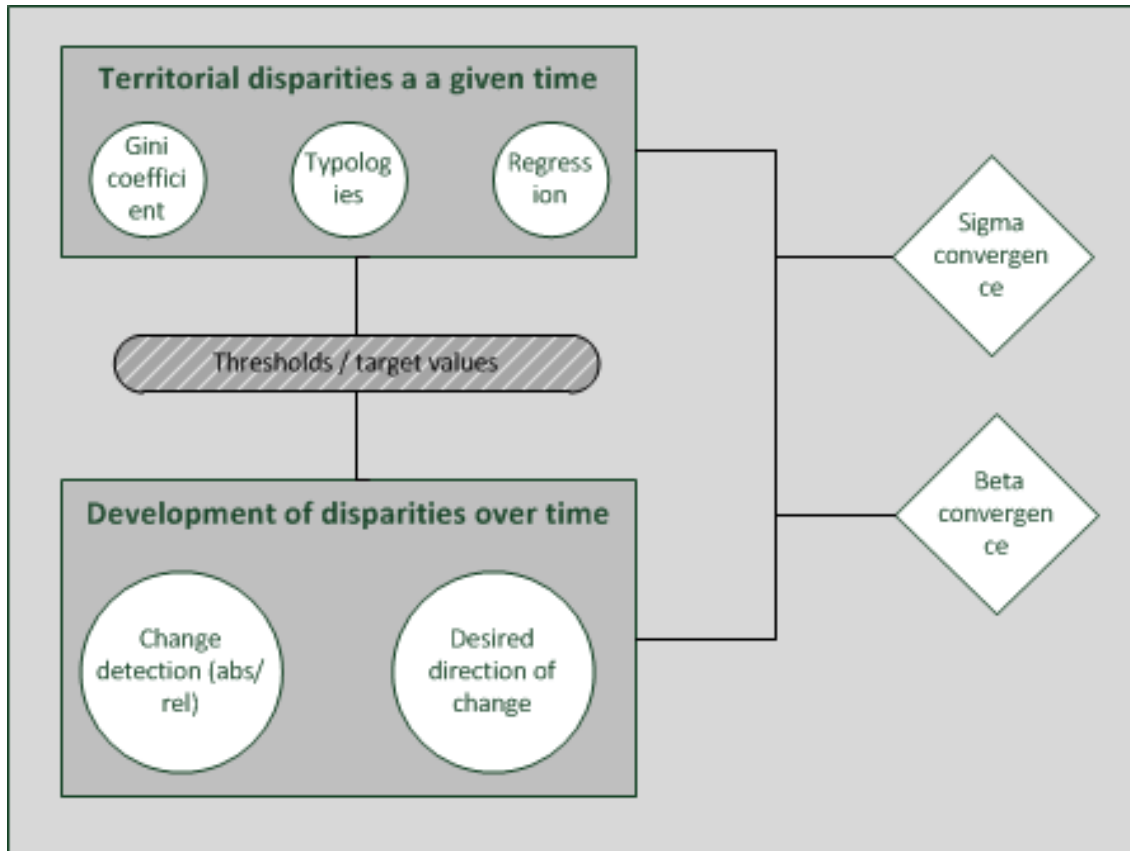 Territorial disparities a a given time
Gini
coeffici
ent
Typolog
ies
Regress
ion
Sigma
convergen
ce
Thresholds / target values
Beta
convergen
ce
Development of disparities over time
Change
detection (abs/
rel)
Desired
direction of
change